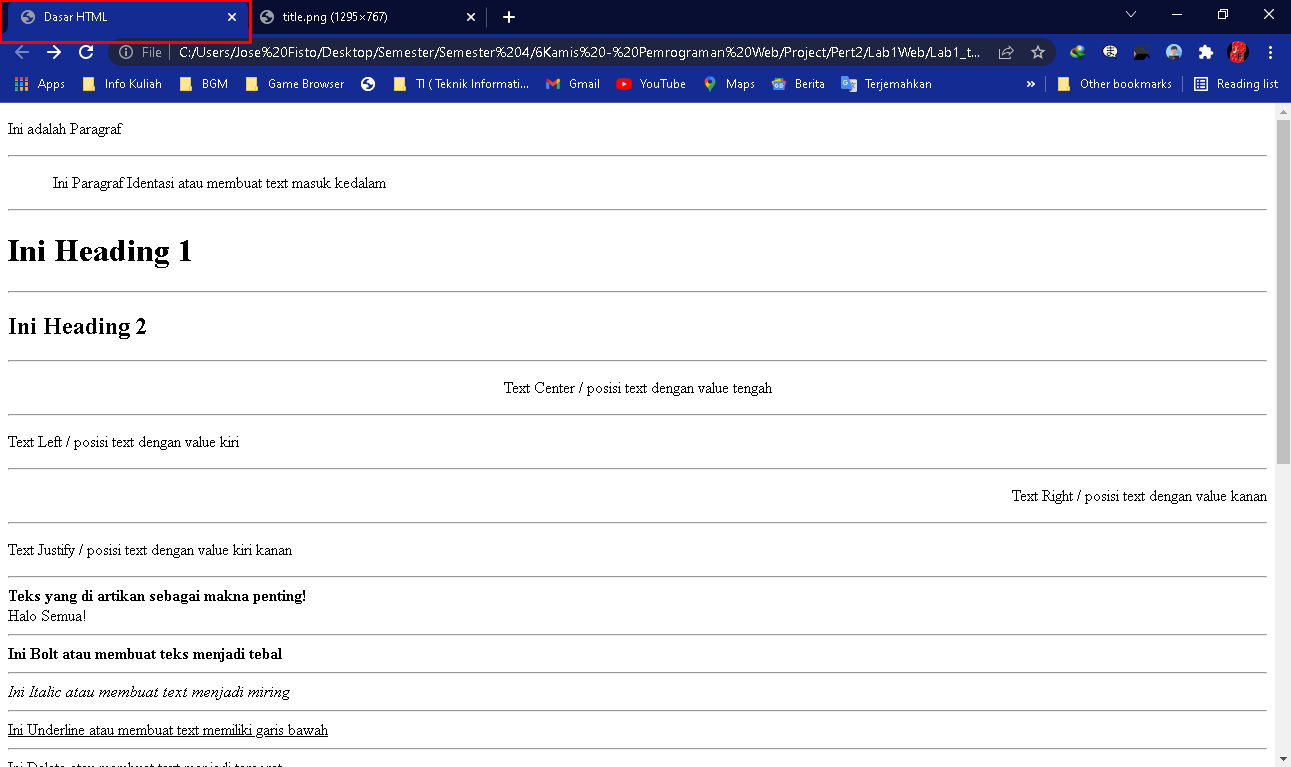 Dasar HTML
title.png (1295×767)
File | C:/Users/Jose%20Fisto/Desktop/Semester/Semester%204/6Kamis%20-%20Pemrograman%20Web/Project/Pert2/Lab1Web/Lab1_t...
Apps Info Kuliah BGM Game Browser TI ( Teknik Informati... Gmail YouTube Maps Berita Terjemahkan » Other bookmarks Reading list
Ini adalah Paragraf
Ini Paragraf Identasi atau membuat text masuk kedalam
Ini Heading 1
Ini Heading 2
Text Center / posisi text dengan value tengah
Text Left / posisi text dengan value kiri
Text Right / posisi text dengan value kanan
Text Justify / posisi text dengan value kiri kanan
Teks yang di artikan sebagai makna penting!
Halo Semua!
Ini Bolt atau membuat teks menjadi tebal
Ini Italic atau membuat text menjadi miring
Ini Underline atau membuat text memiliki garis bawah